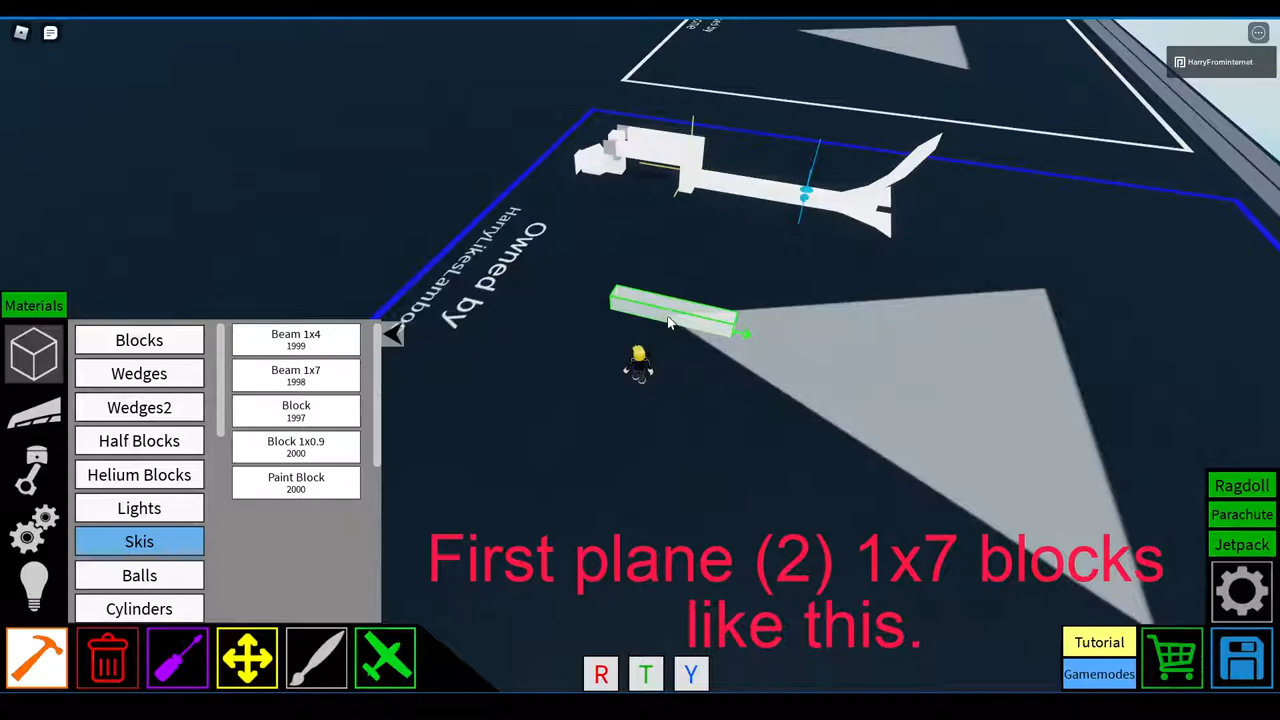 HarryFrominternet
Owned by
HarryLikesLambo
Materials
Blocks
Wedges
Wedges2
Half Blocks
Helium Blocks
Lights
Skis
Balls
Cylinders
Beam 1x4
1999
Beam 1x7
1998
Block
1997
Block 1x0.9
2000
Paint Block
2000
Ragdoll
Parachute
Jetpack
First plane (2) 1x7 blocks
like this.
Tutorial
Gamemodes
R T Y